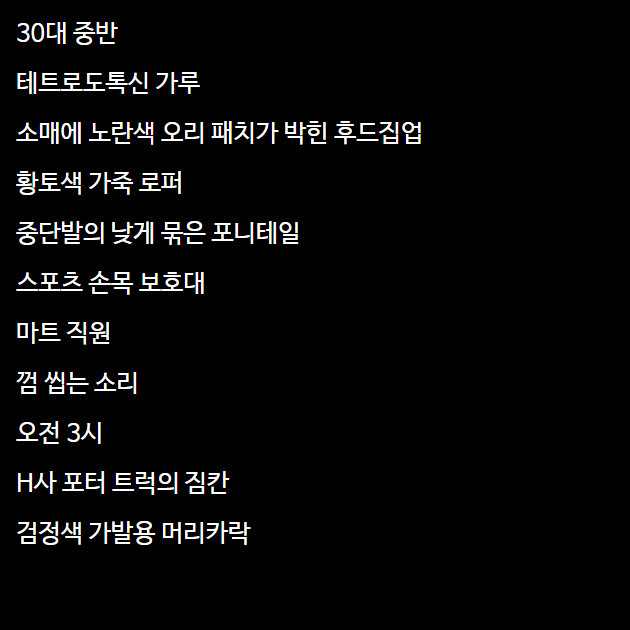 30대 중반
테트로도톡신 가루
소매에 노란색 오리 패치가 박힌 후드집업
황토색 가죽 로퍼
중단발의 낮게 묶은 포니테일
스포츠 손목 보호대
마트 직원
껌 씹는 소리
오전 3시
H사 포터 트럭의 짐칸
검정색 가발용 머리카락